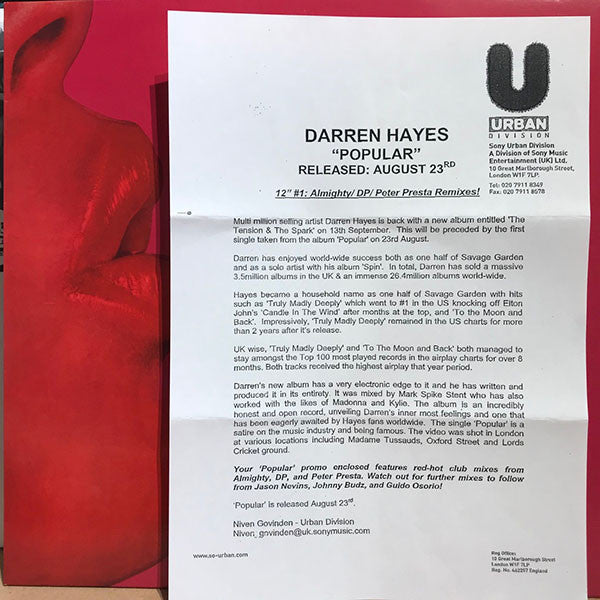 U
URBAN
DIVISION
Sony Urban Division
A Division of Sony Music
Entertainment (UK) Ltd.
10 Great Marlborough Street,
London W1F 7LP.
Tel: 020 7911 8349
Fax: 020 7911 8678
DARREN HAYES
“POPULAR”
RELEASED: AUGUST 23RD
12” #1: Almighty/ DP/ Peter Presta Remixes!
Multi million selling artist Darren Hayes is back with a new album entitled 'The
Tension & The Spark' on 13th September. This will be preceded by the first
single taken from the album 'Popular' on 23rd August.
Darren has enjoyed world-wide success both as one half of Savage Garden
and as a solo artist with his album 'Spin'. In total, Darren has sold a massive
3.5million albums in the UK & an immense 26.4million albums world-wide.
Hayes became a household name as one half of Savage Garden with hits
such as 'Truly Madly Deeply' which went to #1 in the US knocking off Elton
John's 'Candle In The Wind' after months at the top, and 'To the Moon and
Back'. Impressively, 'Truly Madly Deeply' remained in the US charts for more
than 2 years after it's release.
UK wise, 'Truly Madly Deeply' and 'To The Moon and Back' both managed to
stay amongst the Top 100 most played records in the airplay charts for over 8
months. Both tracks received the highest airplay that year period.
Darren's new album has a very electronic edge to it and he has written and
produced it in its entirety. It was mixed by Mark Spike Stent who has also
worked with the likes of Madonna and Kylie. The album is an incredibly
honest and open record, unveiling Darren's inner most feelings and one that
has been eagerly awaited by Hayes fans worldwide. The single 'Popular' is a
satire on the music industry and being famous. The video was shot in London
at various locations including Madame Tussauds, Oxford Street and Lords
Cricket ground.
Your 'Popular' promo enclosed features red-hot club mixes from
Almighty, DP, and Peter Presta. Watch out for further mixes to follow
from Jason Nevins, Johnny Budz, and Guido Osorio!
'Popular' is released August 23rd.
Niven Govinden - Urban Division
Niven_govinden@uk.sonymusic.com
www.so-urban.com
Reg Office:
10 Great Marlborough Street
London W1F 7LP
Reg. No. 462297 England